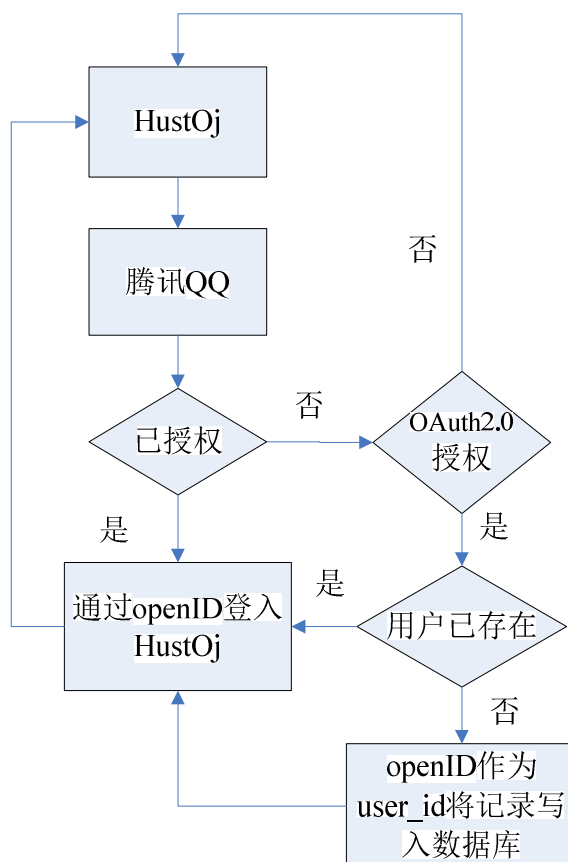 HustOj
否
腾讯QQ
已授权
否
OAuth2.0
授权
是
是
通过openID登入
HustOj
是
用户已存在
否
openID作为
user_id将记录写
入数据库